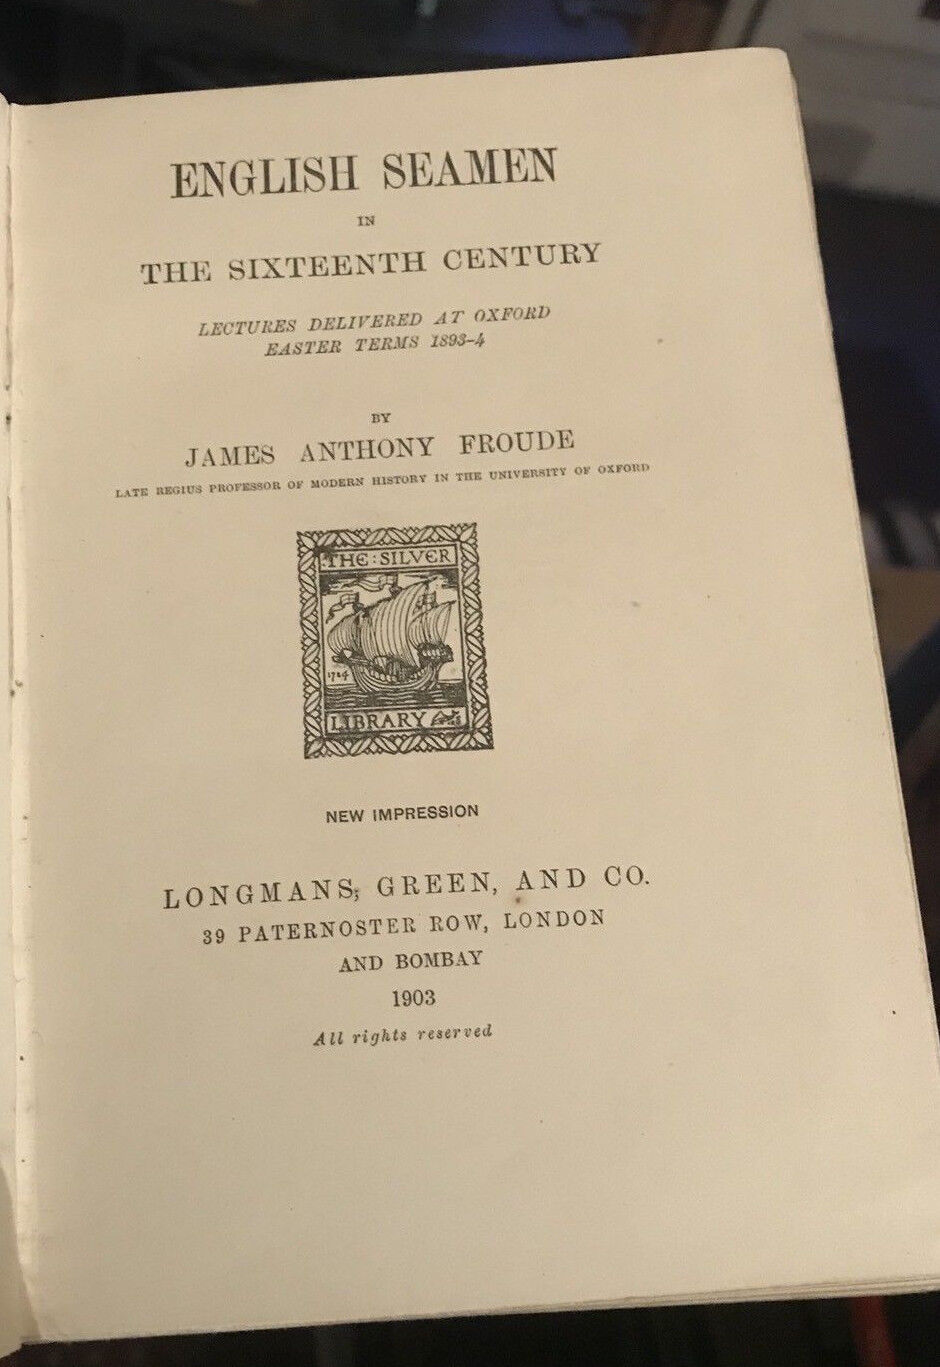 ENGLISH SEAMEN
IN
THE SIXTEENTH CENTURY
LECTURES DELIVERED AT OXFORD
EASTER TERMS 1893-4
BY
JAMES ANTHONY FROUDE
LATE REGIUS PROFESSOR OF MODERN HISTORY IN THE UNIVERSITY OF OXFORD
THE : SILVER
1724
LIBRARY
NEW IMPRESSION
LONGMANS, GREEN, AND CO.
39 PATERNOSTER ROW, LONDON
AND BOMBAY
1903
All rights reserved